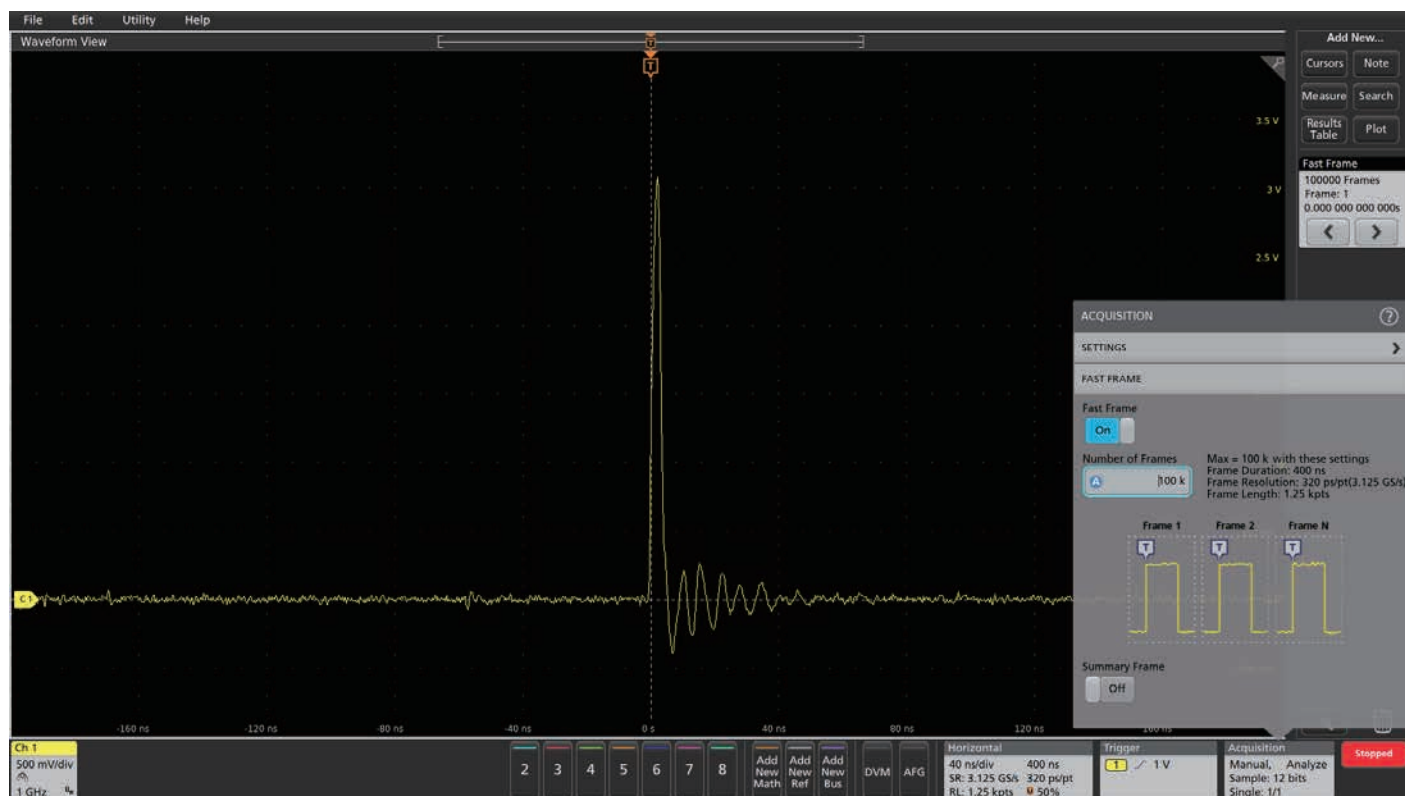 File Edit Utility Help
Waveform View
Add New...
Cursors Note
Measure Search
Results Table Plot
Fast Frame
100000 Frames
Frame: 1
0.000 000 000 000s
T
T
3.5 V
3 V
2.5 V
ACQUISITION
SETTINGS
FAST FRAME
Fast Frame
On
Number of Frames
A 100 k
Max = 100 k with these settings
Frame Duration: 400 ns
Frame Resolution: 320 ps/pt(3.125 GS/s)
Frame Length: 1.25 kpts
Frame 1 Frame 2 Frame N
T T T
Summary Frame
Off
C1
-160 ns -120 ns -80 ns -40 ns 0 s 40 ns 80 ns 120 ns 160 ns
Ch 1
500 mV/div
1 GHz
2 3 4 5 6 7 8
Add New Math
Add New Ref
Add New Bus
DVM AFG
Horizontal
40 ns/div 400 ns
SR: 3.125 GS/s 320 ps/pt
RL: 1.25 kpts 50%
Trigger
1 1 V
Acquisition
Manual, Analyze
Sample: 12 bits
Single: 1/1
Stopped